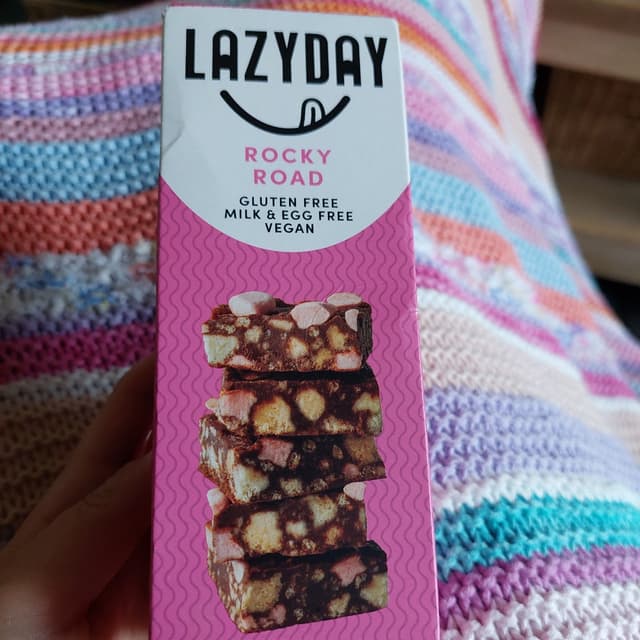 LAZYDAY
ROCKY
ROAD
GLUTEN FREE
MILK & EGG FREE
VEGAN